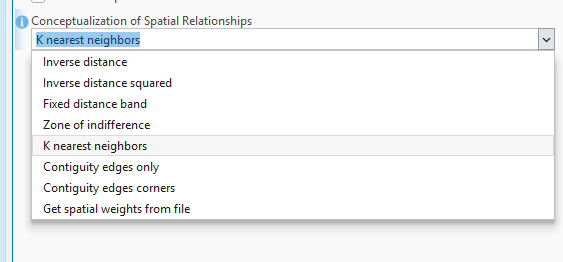 Conceptualization of Spatial Relationships
K nearest neighbors
Inverse distance
Inverse distance squared
Fixed distance band
Zone of indifference
K nearest neighbors
Contiguity edges only
Contiguity edges corners
Get spatial weights from file